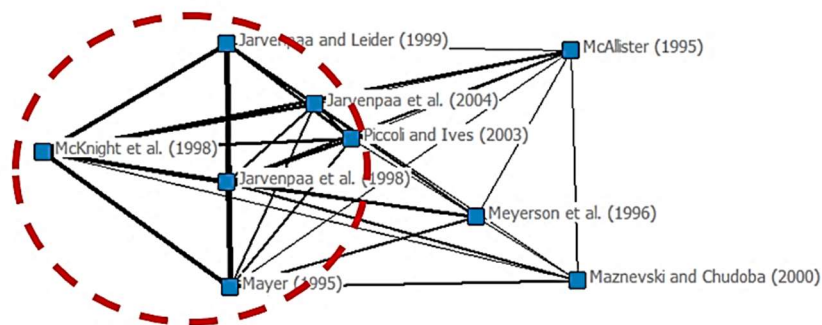 Jarvenpaa and Leider (1999)
McAllister (1995)
Jarvenpaa et al. (2004)
Piccoli and Ives (2003)
McKnight et al. (1998)
Jarvenpaa et al. (1998)
Meyerson et al. (1996)
Mayer (1995)
Maznevski and Chudoba (2000)